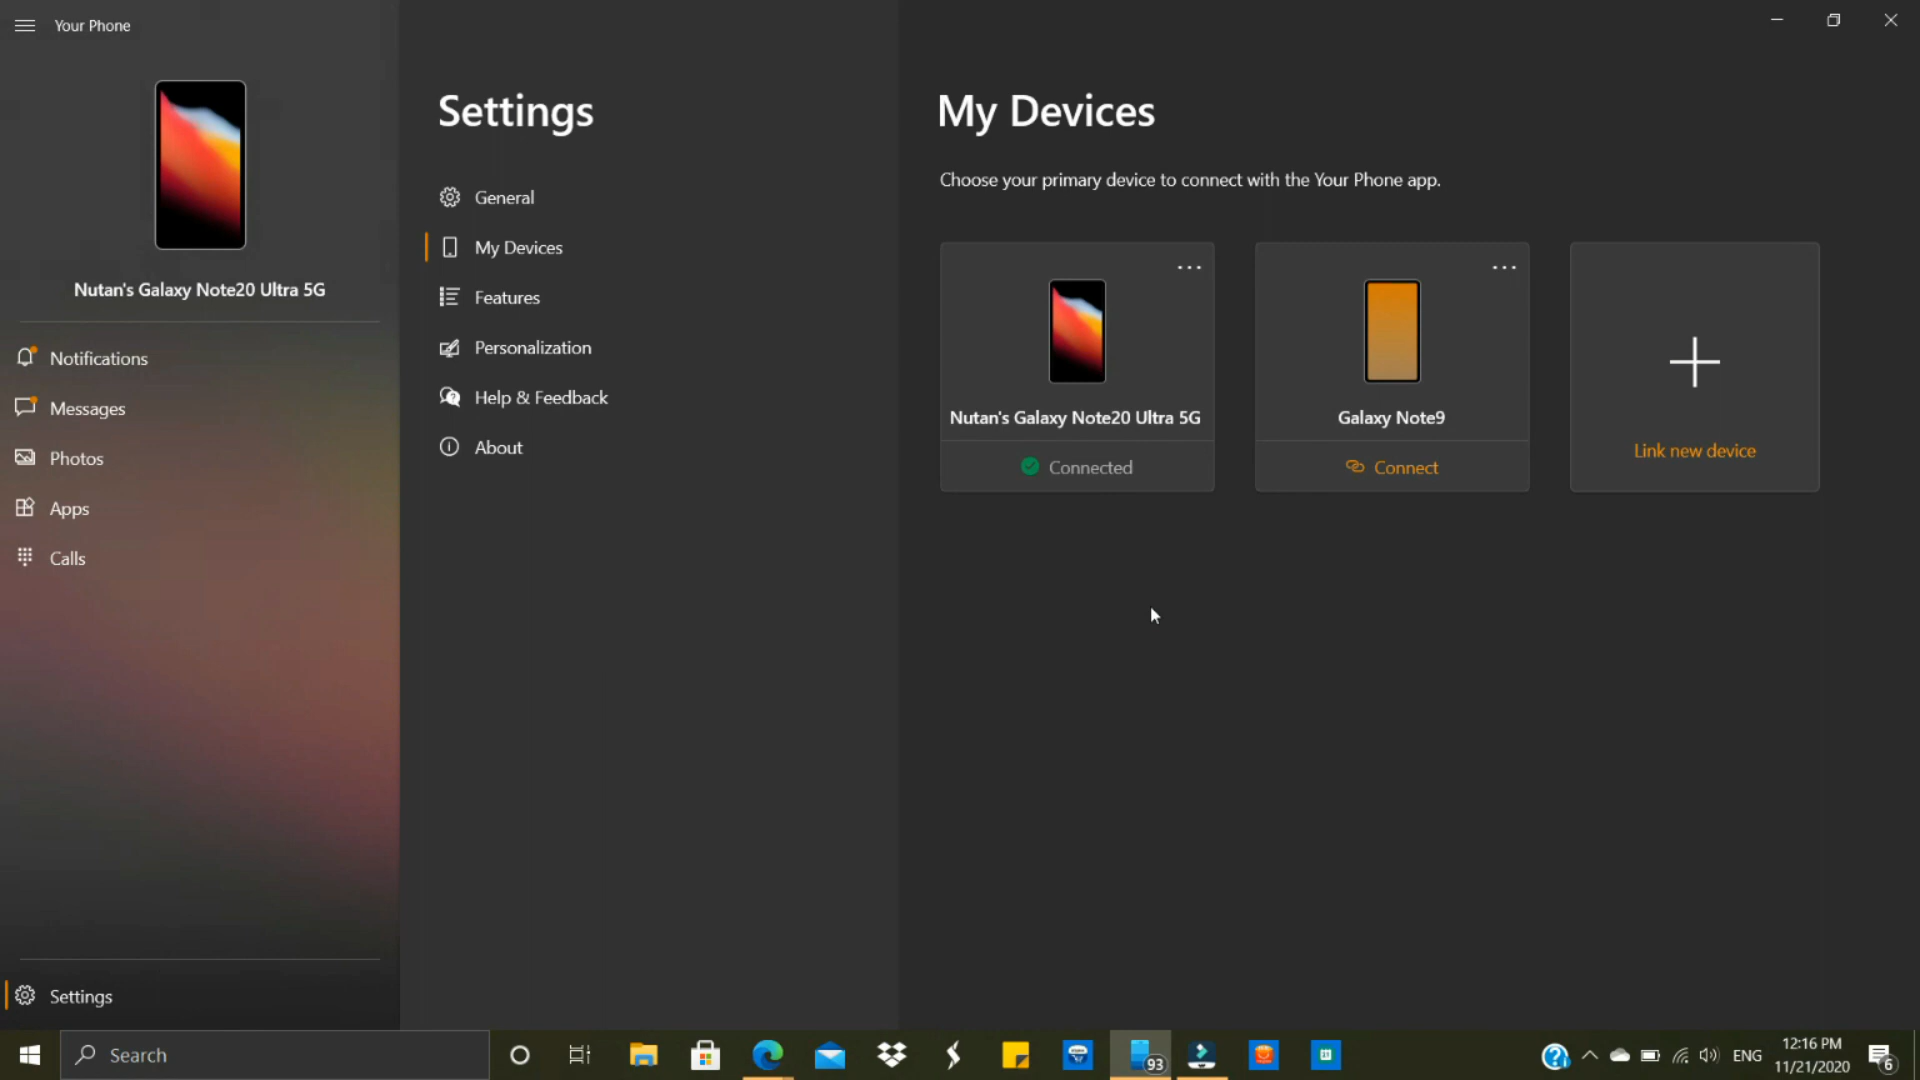 Your Phone
Nutan's Galaxy Note20 Ultra 5G
Notifications
Messages
Photos
Apps
Calls
Settings
Settings
General
My Devices
Features
Personalization
Help & Feedback
About
My Devices
Choose your primary device to connect with the Your Phone app.
Nutan's Galaxy Note20 Ultra 5G
Connected
Galaxy Note9
Connect
Link new device
Search
93
ENG
12:16 PM
11/21/2020
6